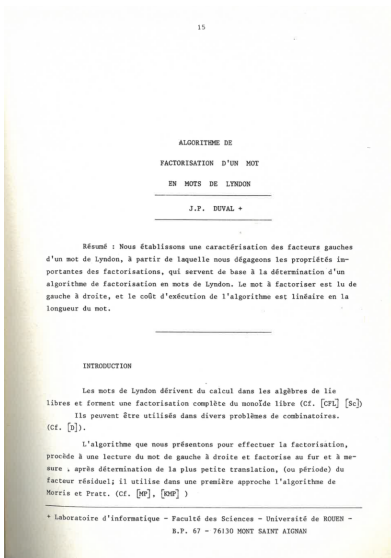 15
ALGORITHME DE
FACTORISATION D'UN MOT
EN MOTS DE LYNDON
J.P. DUVAL +
Résumé : Nous établissons une caractérisation des facteurs gauches
d'un mot de Lyndon, à partir de laquelle nous dégageons les propriétés im-
portantes des factorisations, qui servent de base à la détermination d'un
algorithme de factorisation en mots de Lyndon. Le mot à factoriser est lu de
gauche à droite, et le coût d'exécution de l'algorithme est linéaire en la
longueur du mot.
INTRODUCTION
Les mots de Lyndon dérivent du calcul dans les algèbres de lie
libres et forment une factorisation complète du monoïde libre (Cf. [CFL] [Sc])
Ils peuvent être utilisés dans divers problèmes de combinatoires.
(Cf. [D]).
L'algorithme que nous présentons pour effectuer la factorisation,
procède à une lecture du mot de gauche à droite et factorise au fur et à me-
sure , après détermination de la plus petite translation, (ou période) du
facteur résiduel; il utilise dans une première approche l'algorithme de
Morris et Pratt. (Cf. [MP], [KMP] )
+ Laboratoire d'informatique - Faculté des Sciences - Université de ROUEN -
B.P. 67 - 76130 MONT SAINT AIGNAN